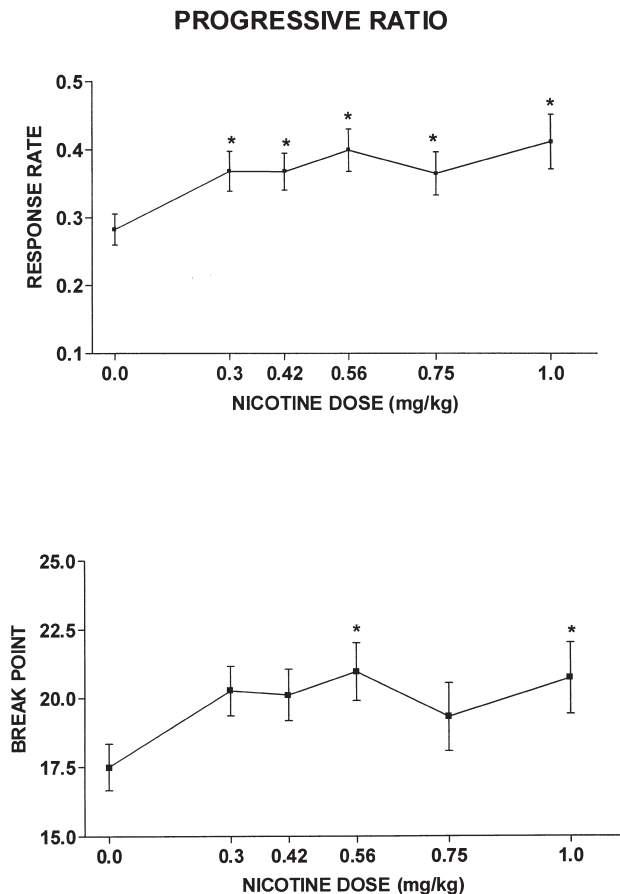 PROGRESSIVE RATIO
0.5
0.4
0.3
0.2
0.1
RESPONSE RATE
* * * * *
0.0 0.3 0.42 0.56 0.75 1.0
NICOTINE DOSE (mg/kg)
25.0
22.5
20.0
17.5
15.0
BREAK POINT
* *
0.0 0.3 0.42 0.56 0.75 1.0
NICOTINE DOSE (mg/kg)